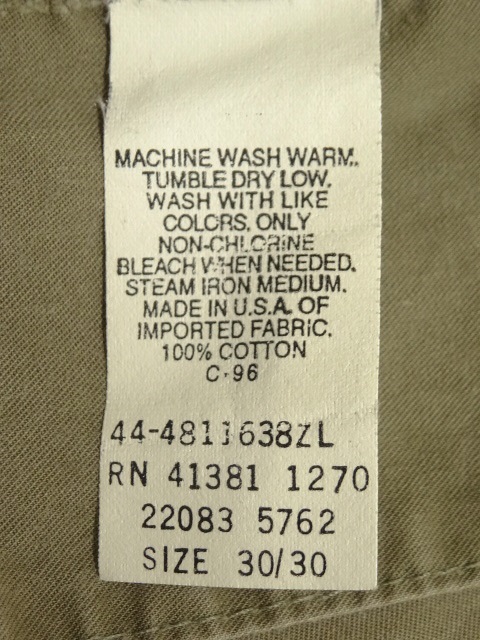 MACHINE WASH WARM.
TUMBLE DRY LOW.
WASH WITH LIKE
COLORS. ONLY
NON-CHLORINE
BLEACH WHEN NEEDED.
STEAM IRON MEDIUM.
MADE IN U.S.A. OF
IMPORTED FABRIC.
100% COTTON
C-96
44-4811638ZL
RN 41381 1270
22083 5762
SIZE 30/30